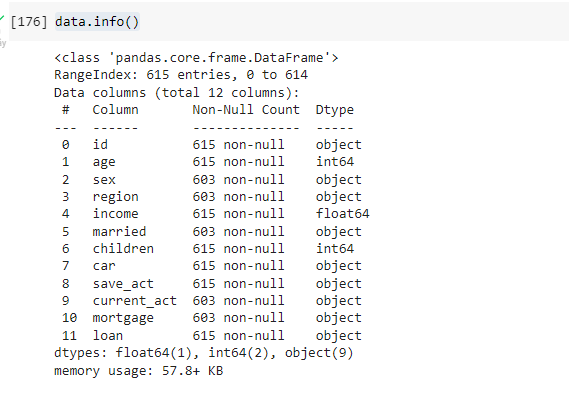 [176] data.info()
<class 'pandas.core.frame.DataFrame'>
RangeIndex: 615 entries, 0 to 614
Data columns (total 12 columns):
 #   Column       Non-Null Count  Dtype
---  ------       --------------  -----
 0   id           615 non-null    object
 1   age          615 non-null    int64
 2   sex          603 non-null    object
 3   region       603 non-null    object
 4   income       615 non-null    float64
 5   married      603 non-null    object
 6   children     615 non-null    int64
 7   car          615 non-null    object
 8   save_act     615 non-null    object
 9   current_act  603 non-null    object
 10  mortgage     603 non-null    object
 11  loan         615 non-null    object
dtypes: float64(1), int64(2), object(9)
memory usage: 57.8+ KB